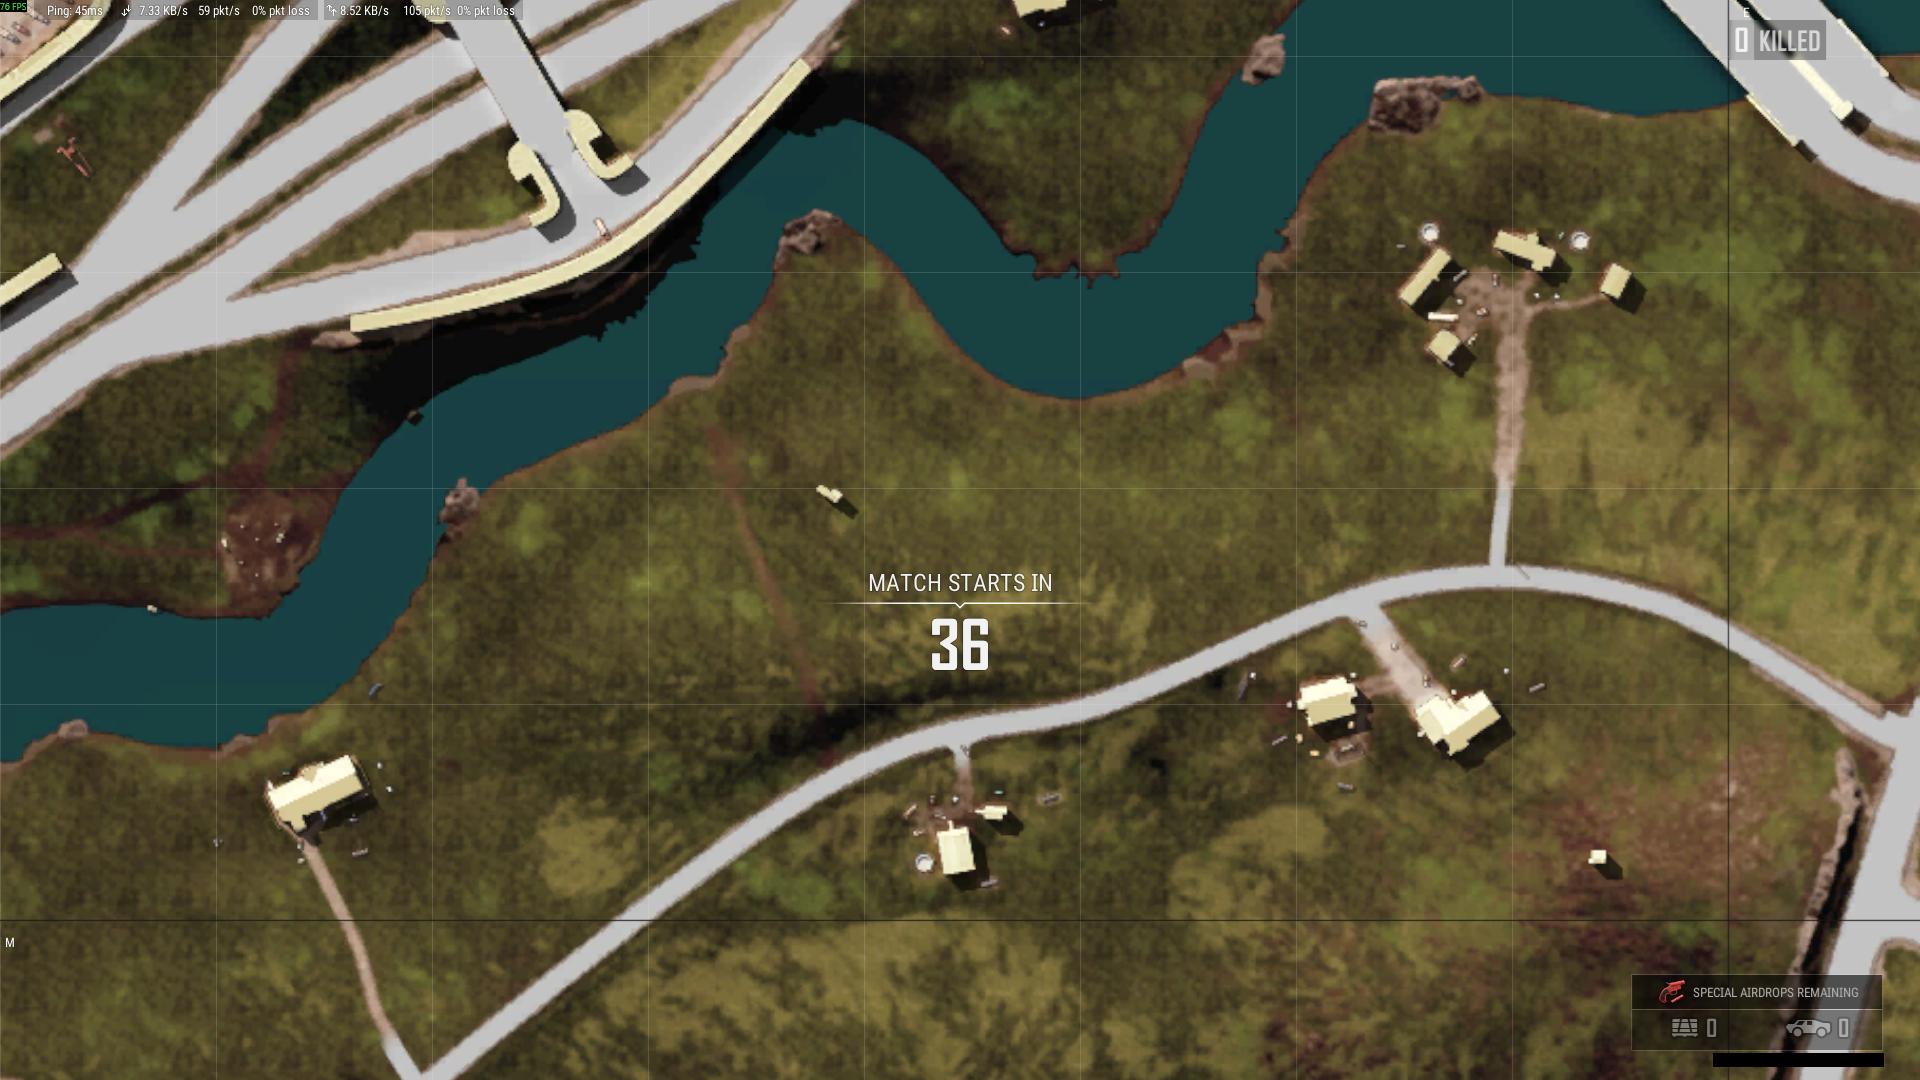 76 FPS
Ping: 45ms 7.33 KB/s 59 pkt/s 0% pkt loss 8.52 KB/s 105 pkt/s 0% pkt loss
E
0 KILLED
MATCH STARTS IN
36
M
SPECIAL AIRDROPS REMAINING
0 0